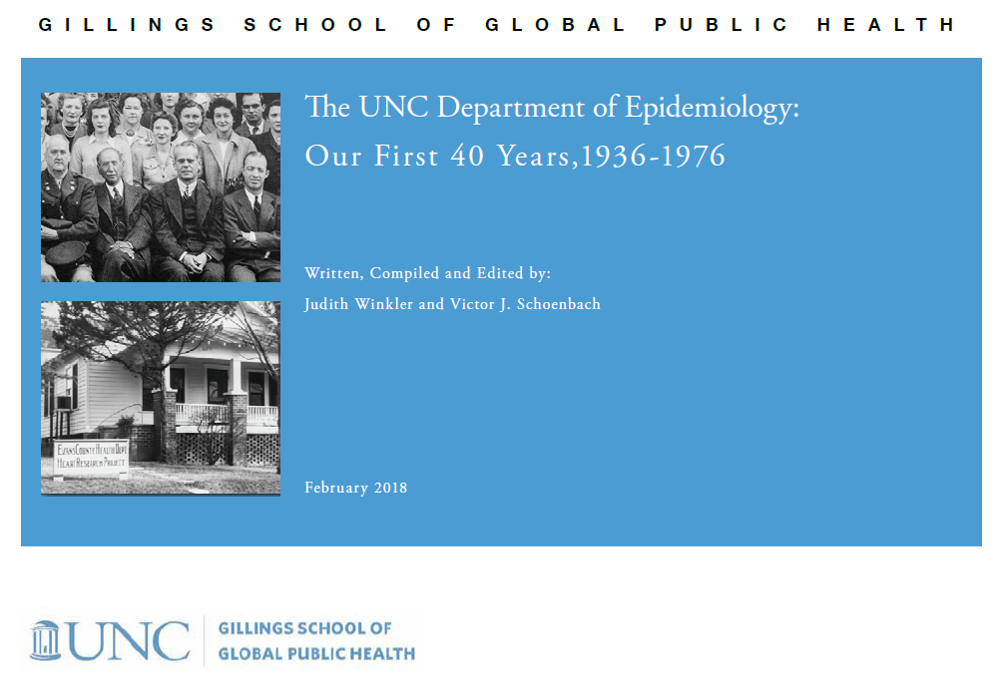 GILLINGS SCHOOL OF GLOBAL PUBLIC HEALTH
The UNC Department of Epidemiology:
Our First 40 Years,1936-1976
Written, Compiled and Edited by:
Judith Winkler and Victor J. Schoenbach
EVANS COUNTY HEALTH DEPT
HEART RESEARCH PROJECT
February 2018
UNC
GILLINGS SCHOOL OF
GLOBAL PUBLIC HEALTH